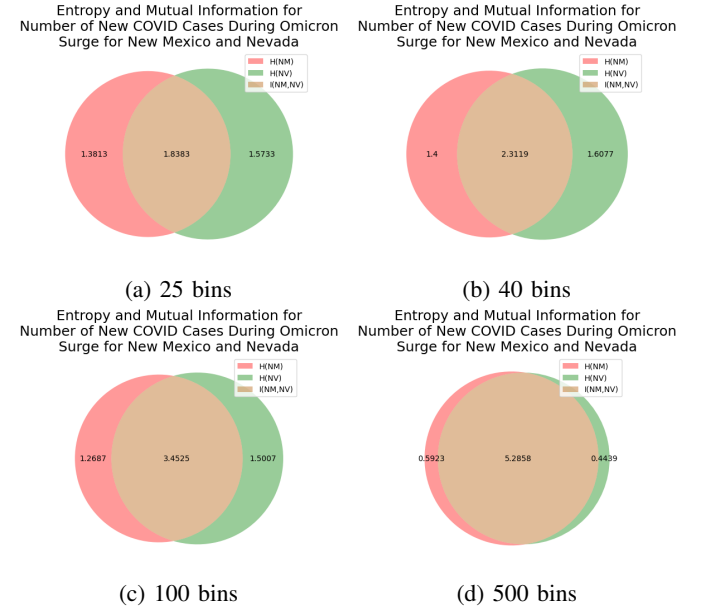 Entropy and Mutual Information for
Number of New COVID Cases During Omicron
Surge for New Mexico and Nevada
H(NM)
H(NV)
I(NM,NV)
1.3813
1.8383
1.5733
(a) 25 bins
Entropy and Mutual Information for
Number of New COVID Cases During Omicron
Surge for New Mexico and Nevada
H(NM)
H(NV)
I(NM,NV)
1.4
2.3119
1.6077
(b) 40 bins
Entropy and Mutual Information for
Number of New COVID Cases During Omicron
Surge for New Mexico and Nevada
H(NM)
H(NV)
I(NM,NV)
1.2687
3.4525
1.5007
(c) 100 bins
Entropy and Mutual Information for
Number of New COVID Cases During Omicron
Surge for New Mexico and Nevada
H(NM)
H(NV)
I(NM,NV)
0.5923
5.2858
0.4439
(d) 500 bins